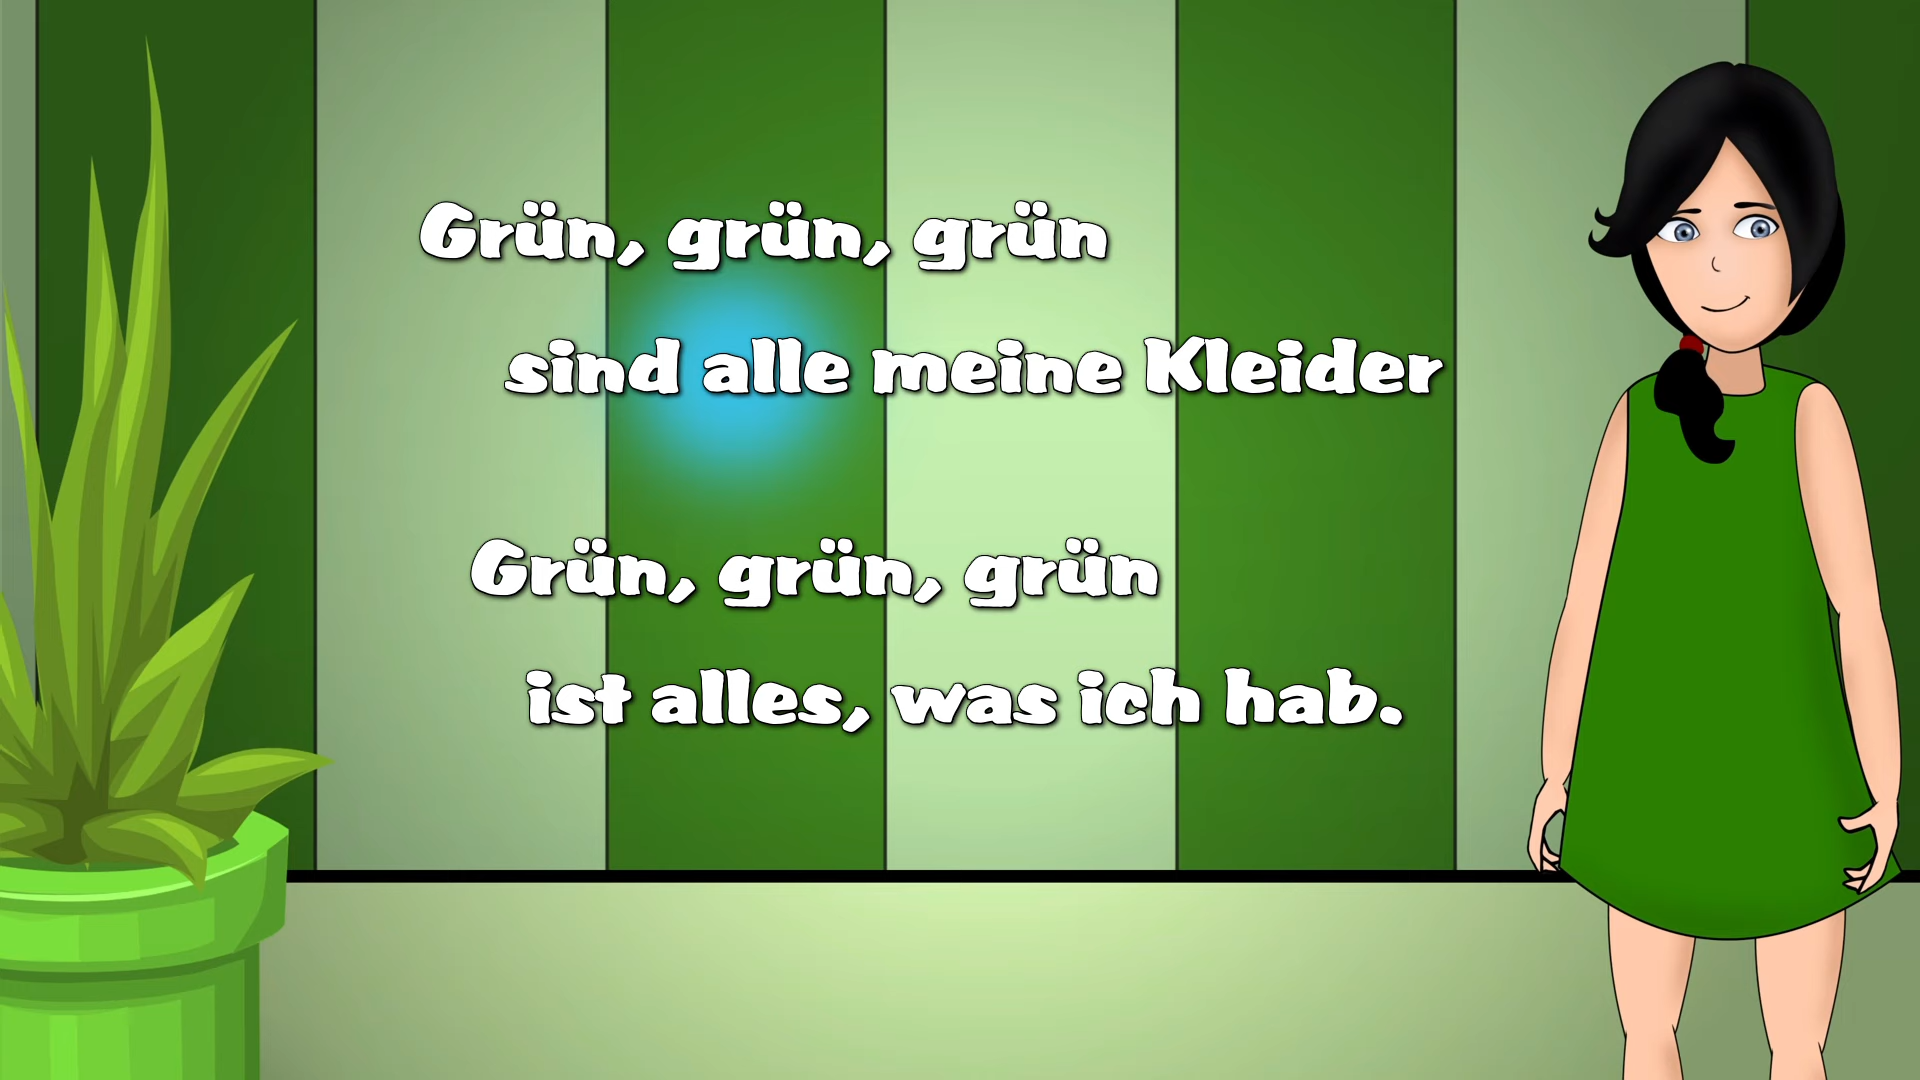 Grün, grün, grün
sind alle meine Kleider
Grün, grün, grün
ist alles, was ich hab.